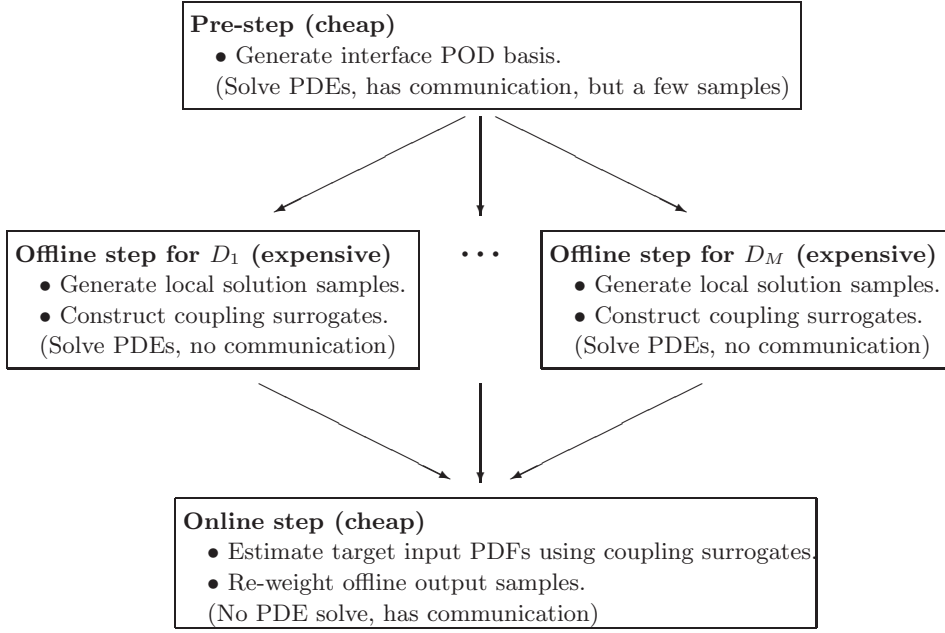 Pre-step (cheap)
• Generate interface POD basis.
(Solve PDEs, has communication, but a few samples)
Offline step for D₁ (expensive)
• Generate local solution samples.
• Construct coupling surrogates.
(Solve PDEs, no communication)
...
Offline step for D_M (expensive)
• Generate local solution samples.
• Construct coupling surrogates.
(Solve PDEs, no communication)
Online step (cheap)
• Estimate target input PDFs using coupling surrogates.
• Re-weight offline output samples.
(No PDE solve, has communication)